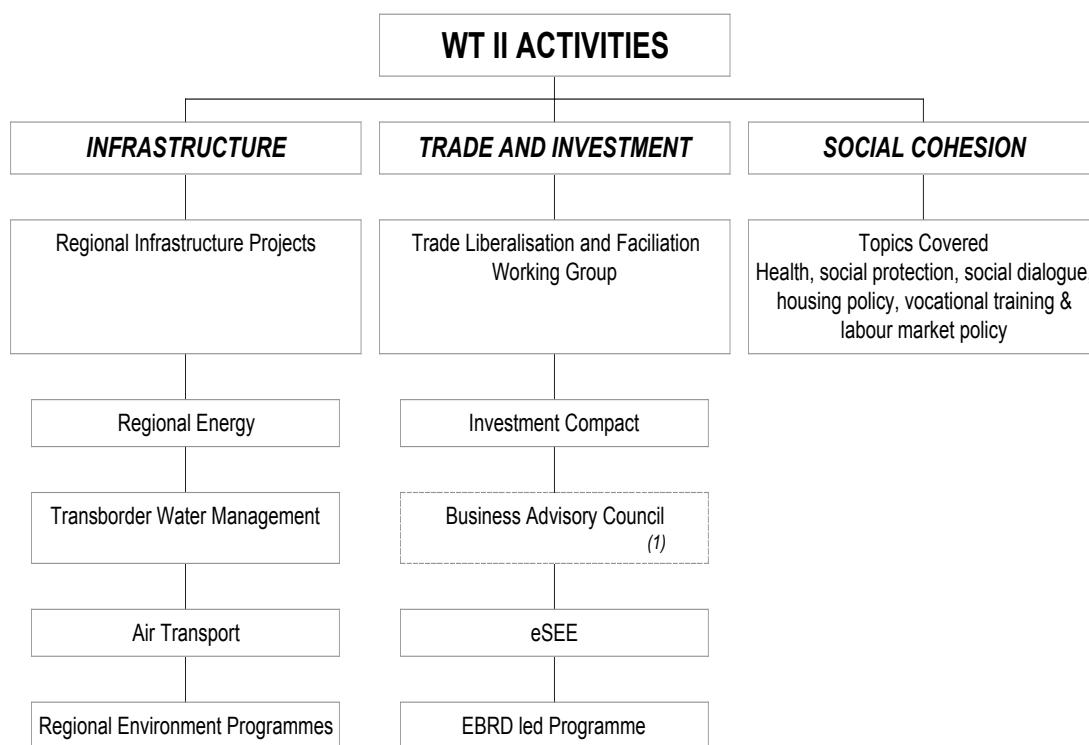 WT II ACTIVITIES
INFRASTRUCTURE
TRADE AND INVESTMENT
SOCIAL COHESION
Regional Infrastructure Projects
Trade Liberalisation and Faciliation
Working Group
Topics Covered
Health, social protection, social dialogue,
housing policy, vocational training &
labour market policy
Regional Energy
Investment Compact
Transborder Water Management
Business Advisory Council
(1)
Air Transport
eSEE
Regional Environment Programmes
EBRD led Programme